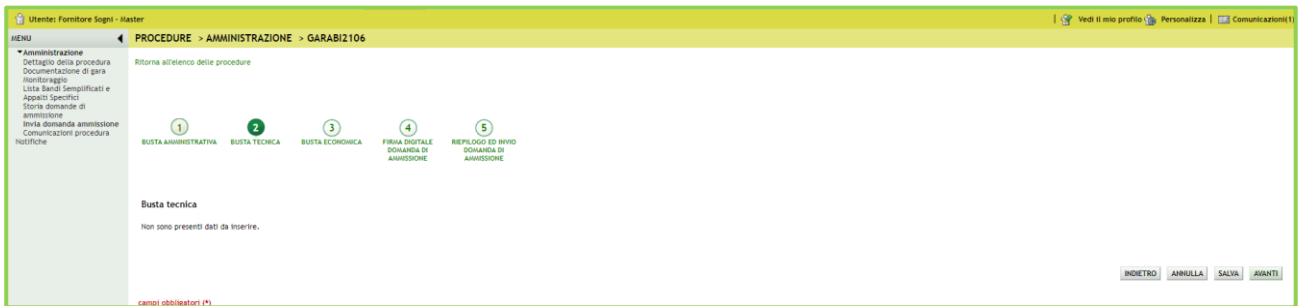 Utente: Fornitore Sogni - Master
Vedi il mio profilo Personalizza Comunicazioni(1)
MENU
PROCEDURE > AMMINISTRAZIONE > GARABI2106
Amministrazione
Dettaglio della procedura
Documentazione di gara
Monitoraggio
Lista Bandi Semplificati e
Appalti Specifici
Storia domande di
ammissione
Invia domanda ammissione
Comunicazioni procedura
Notifiche
Ritorna all'elenco delle procedure
1 2 3 4 5
BUSTA AMMINISTRATIVA BUSTA TECNICA BUSTA ECONOMICA FIRMA DIGITALE RIEPILOGO ED INVIO
DOMANDA DI DOMANDA DI
AMMISSIONE AMMISSIONE
Busta tecnica
Non sono presenti dati da inserire.
INDIETRO ANNULLA SALVA AVANTI
campi obbligatori (*)